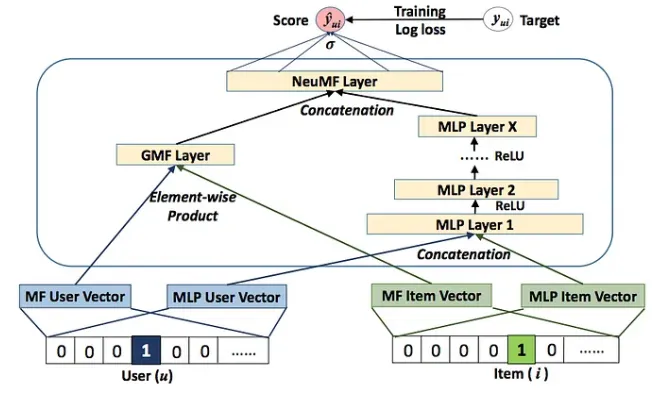 Score ŷui Training yui Target
Log loss
σ
NeuMF Layer
Concatenation
MLP Layer X
GMF Layer
...... ReLU
Element-wise
Product
MLP Layer 2
ReLU
MLP Layer 1
Concatenation
MF User Vector MLP User Vector MF Item Vector MLP Item Vector
0 0 0 1 0 0 ...... 0 0 0 0 1 0 ......
User (u) Item ( i )